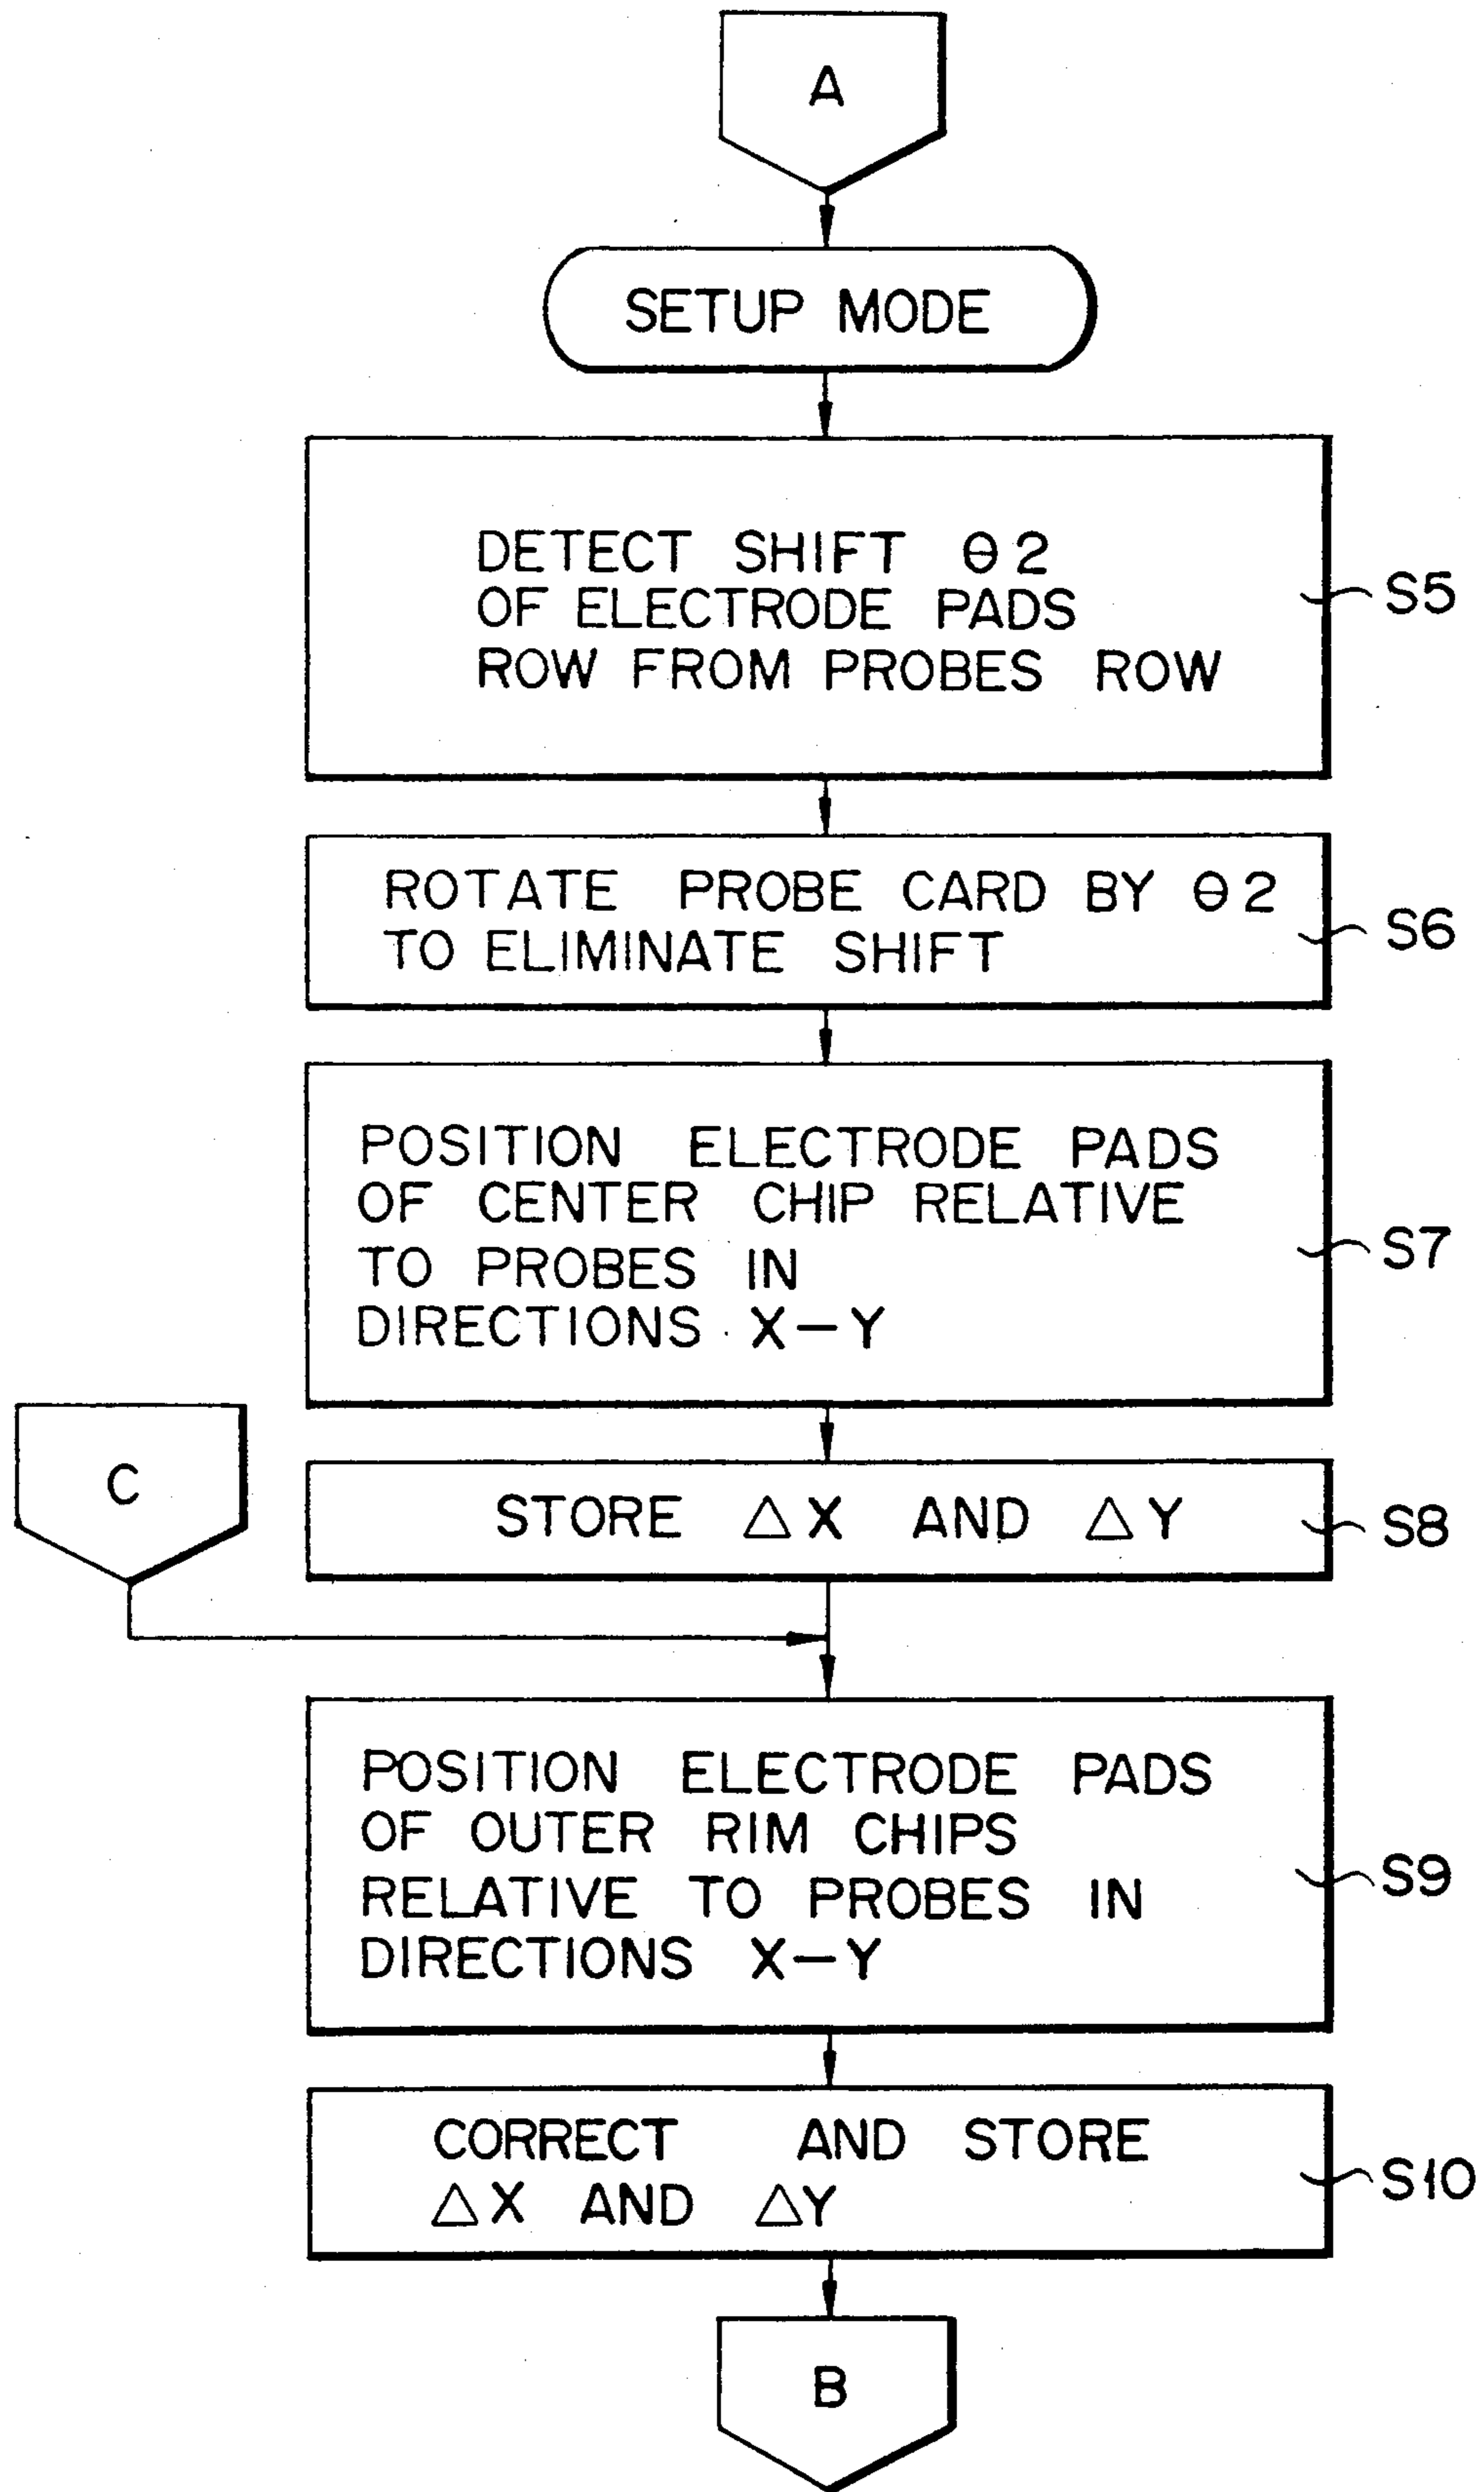 A
SETUP MODE
DETECT SHIFT θ2
OF ELECTRODE PADS
ROW FROM PROBES ROW
S5
ROTATE PROBE CARD BY θ2
TO ELIMINATE SHIFT
S6
POSITION ELECTRODE PADS
OF CENTER CHIP RELATIVE
TO PROBES IN
DIRECTIONS X-Y
S7
C
STORE △X AND △Y
S8
POSITION ELECTRODE PADS
OF OUTER RIM CHIPS
RELATIVE TO PROBES IN
DIRECTIONS X-Y
S9
CORRECT AND STORE
△X AND △Y
S10
B